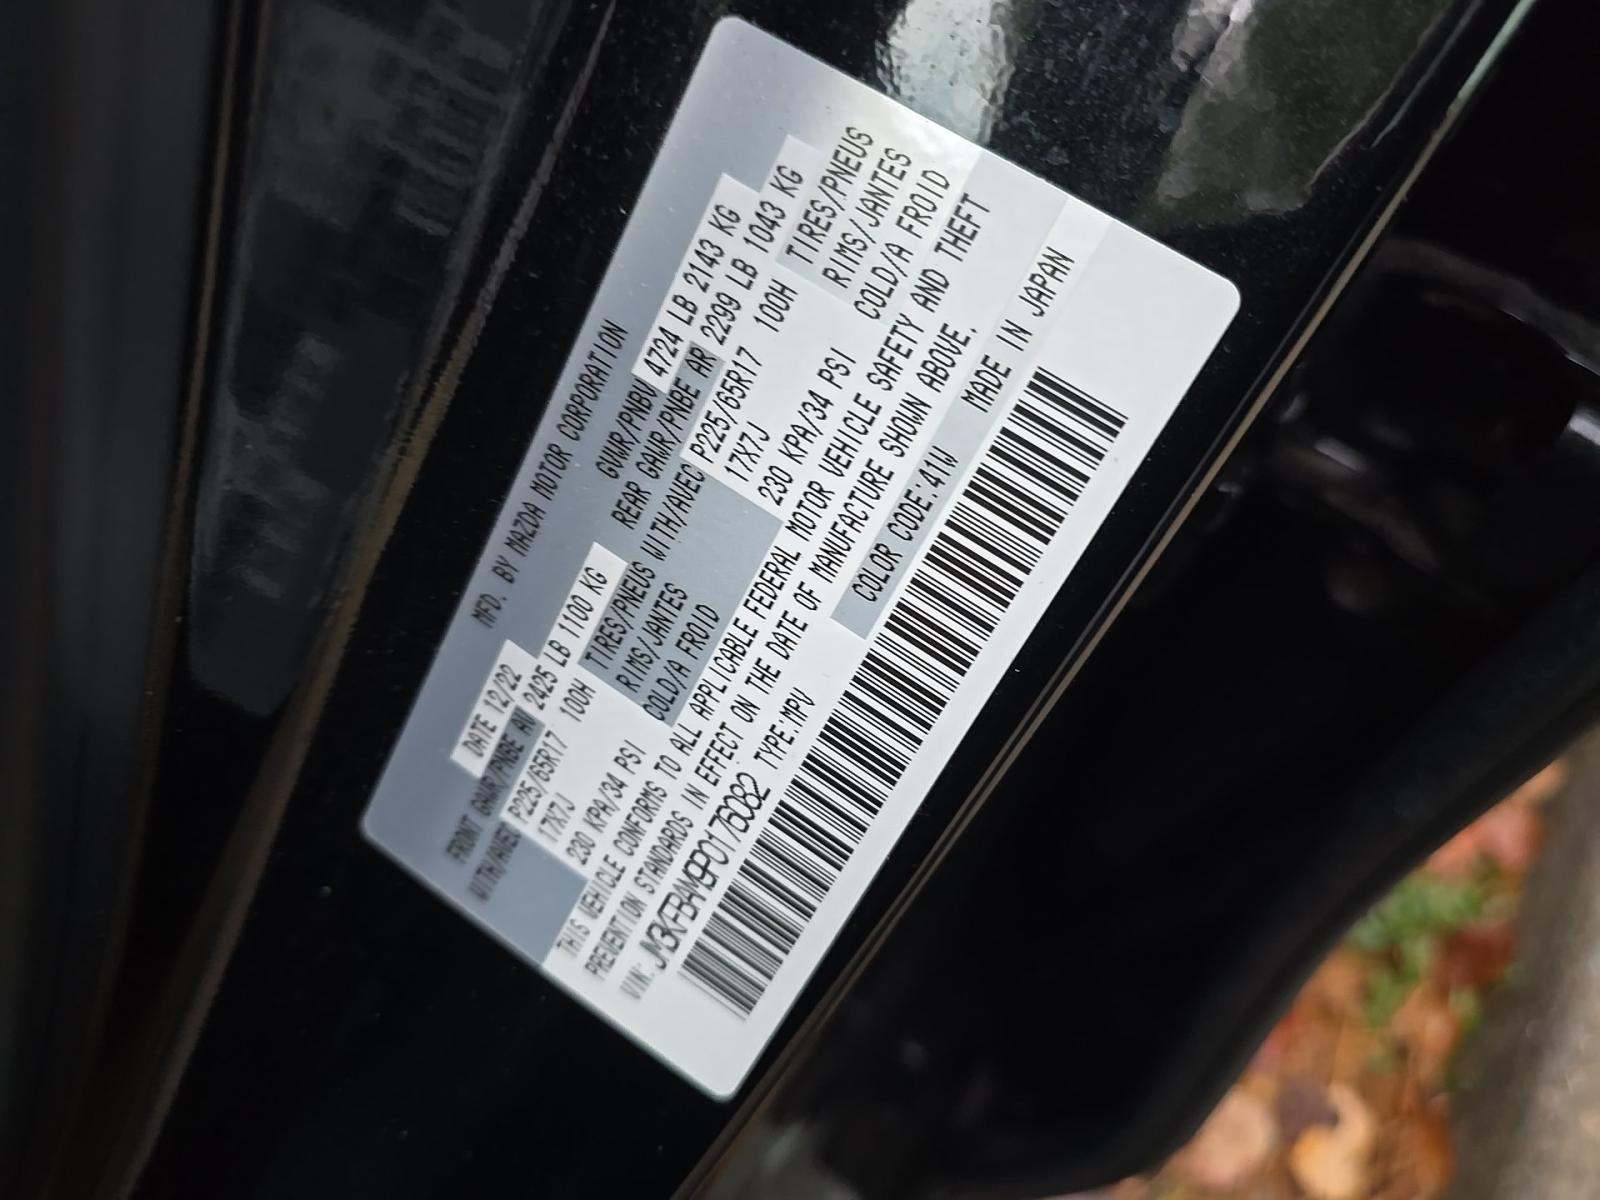 MFD. BY MAZDA MOTOR CORPORATION
DATE 12/22 GVWR/PNBV 4724 LB 2143 KG
FRONT GAWR/PNBE AV 2425 LB 1100 KG REAR GAWR/PNBE AR 2299 LB 1043 KG
WITH/AVEC P225/65R17 100H TIRES/PNEUS WITH/AVEC P225/65R17 100H TIRES/PNEUS
17X7J RIMS/JANTES 17X7J RIMS/JANTES
230 KPA/34 PSI COLD/A FROID 230 KPA/34 PSI COLD/A FROID
THIS VEHICLE CONFORMS TO ALL APPLICABLE FEDERAL MOTOR VEHICLE SAFETY AND THEFT
PREVENTION STANDARDS IN EFFECT ON THE DATE OF MANUFACTURE SHOWN ABOVE.
VIN: JM3KFBAM9P0176082 TYPE:MPV COLOR CODE:41W MADE IN JAPAN